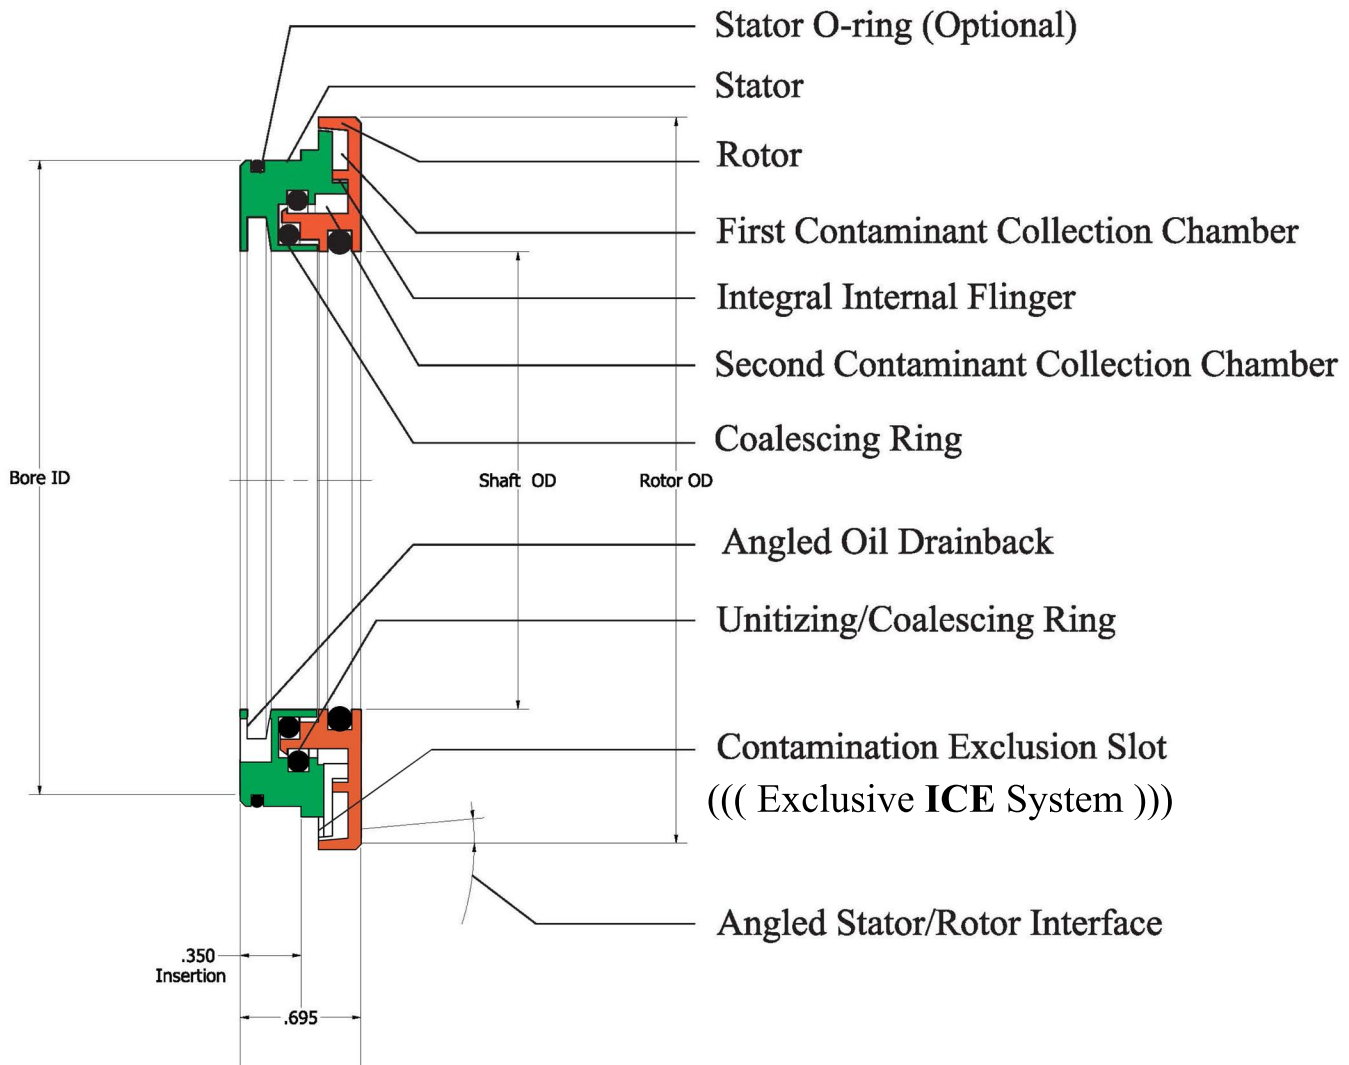 Stator O-ring (Optional)
Stator
Rotor
First Contaminant Collection Chamber
Integral Internal Flinger
Second Contaminant Collection Chamber
Coalescing Ring
Bore ID
Shaft OD
Rotor OD
Angled Oil Drainback
Unitizing/Coalescing Ring
Contamination Exclusion Slot
((( Exclusive ICE System )))
Angled Stator/Rotor Interface
.350
Insertion
.695